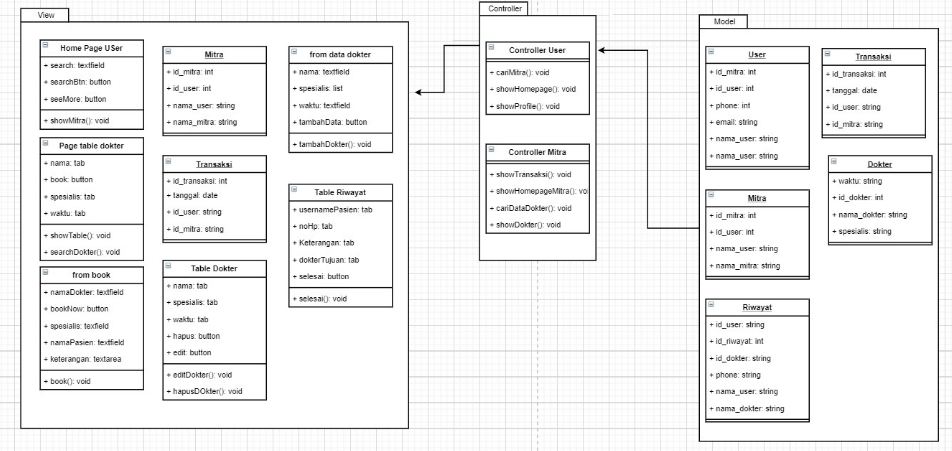 View
Home Page USer
+ search: textfield
+ searchBtn: button
+ seeMore: button
+ showMitra(): void
Page table dokter
+ nama: tab
+ book: button
+ spesialis: tab
+ waktu: tab
+ showTable(): void
+ searchDokter(): void
from book
+ namaDokter: textfield
+ bookNow: button
+ spesialis: texfield
+ namaPasien: textfield
+ keterangan: textarea
+ book(): void
Mitra
+ id_mitra: int
+ id_user: int
+ nama_user: string
+ nama_mitra: string
Transaksi
+ id_transaksi: int
+ tanggal: date
+ id_user: string
+ id_mitra: string
Table Dokter
+ nama: tab
+ spesialis: tab
+ waktu: tab
+ hapus: button
+ edit: button
+ editDokter(): void
+ hapusDOkter(): void
from data dokter
+ nama: textfield
+ spesialis: list
+ waktu: textfield
+ tambahData: button
+ tambahDokter(): void
Table Riwayat
+ usernamePasien: tab
+ noHp: tab
+ Keterangan: tab
+ dokterTujuan: tab
+ selesai: button
+ selesai(): void
Controller
Controller User
+ cariMitra(): void
+ showHomepage(): void
+ showProfile(): void
Controller Mitra
+ showTransaksi(): void
+ showHomepageMitra(): voi
+ cariDataDokter(): void
+ showDokter(): void
Model
User
+ id_mitra: int
+ id_user: int
+ phone: int
+ email: string
+ nama_user: string
+ nama_user: string
Mitra
+ id_mitra: int
+ id_user: int
+ nama_user: string
+ nama_mitra: string
Riwayat
+ id_user: string
+ id_riwayat: int
+ id_dokter: string
+ phone: string
+ nama_user: string
+ nama_dokter: string
Transaksi
+ id_transaksi: int
+ tanggal: date
+ id_user: string
+ id_mitra: string
Dokter
+ waktu: string
+ id_dokter: int
+ nama_dokter: string
+ spesialis: string